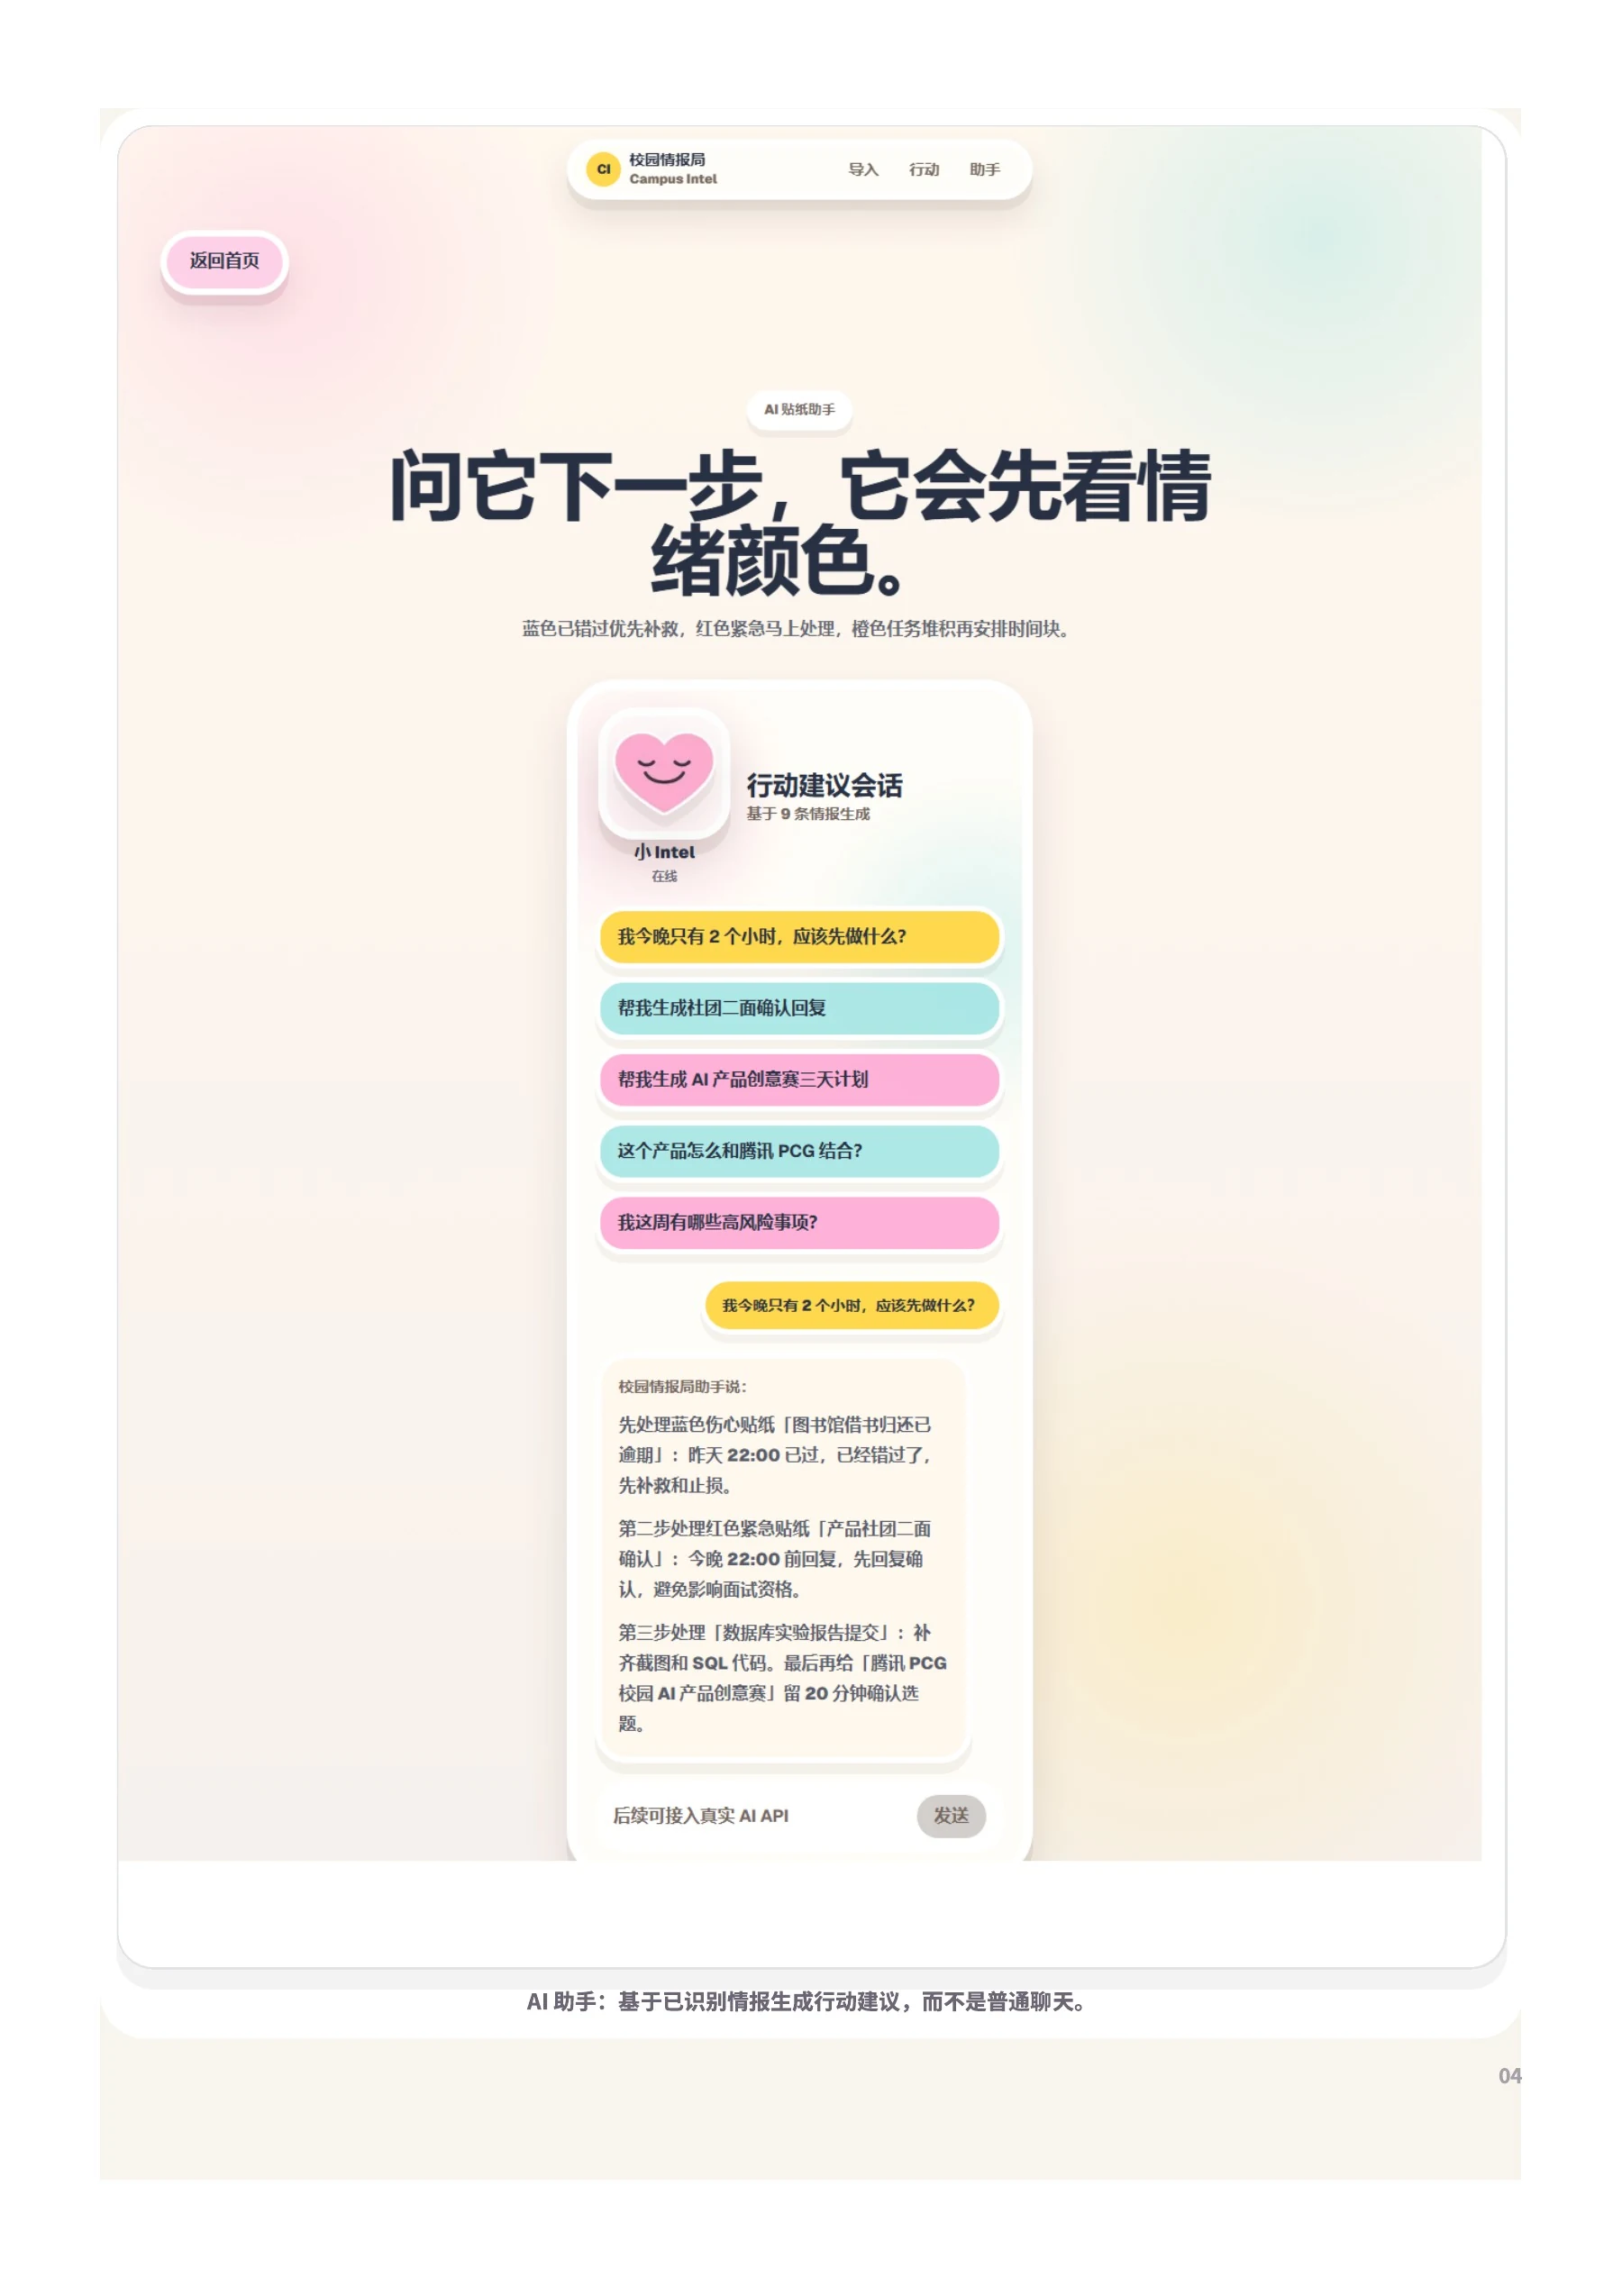 CI
校园情报局
Campus Intel
导入
行动
助手
返回首页
AI 贴纸助手
问它下一步，它会先看情
绪颜色。
蓝色已错过优先补救，红色紧急马上处理，橙色任务堆积再安排时间块。
行动建议会话
基于 9 条情报生成
小 Intel
在线
我今晚只有 2 个小时，应该先做什么？
帮我生成社团二面确认回复
帮我生成 AI 产品创意赛三天计划
这个产品怎么和腾讯 PCG 结合？
我这周有哪些高风险事项？
我今晚只有 2 个小时，应该先做什么？
校园情报局助手说：
先处理蓝色伤心贴纸「图书馆借书归还已
逾期」：昨天 22:00 已过，已经错过了，
先补救和止损。
第二步处理红色紧急贴纸「产品社团二面
确认」：今晚 22:00 前回复，先回复确
认，避免影响面试资格。
第三步处理「数据库实验报告提交」：补
齐截图和 SQL 代码。最后再给「腾讯 PCG
校园 AI 产品创意赛」留 20 分钟确认选
题。
后续可接入真实 AI API
发送
AI 助手：基于已识别情报生成行动建议，而不是普通聊天。
04